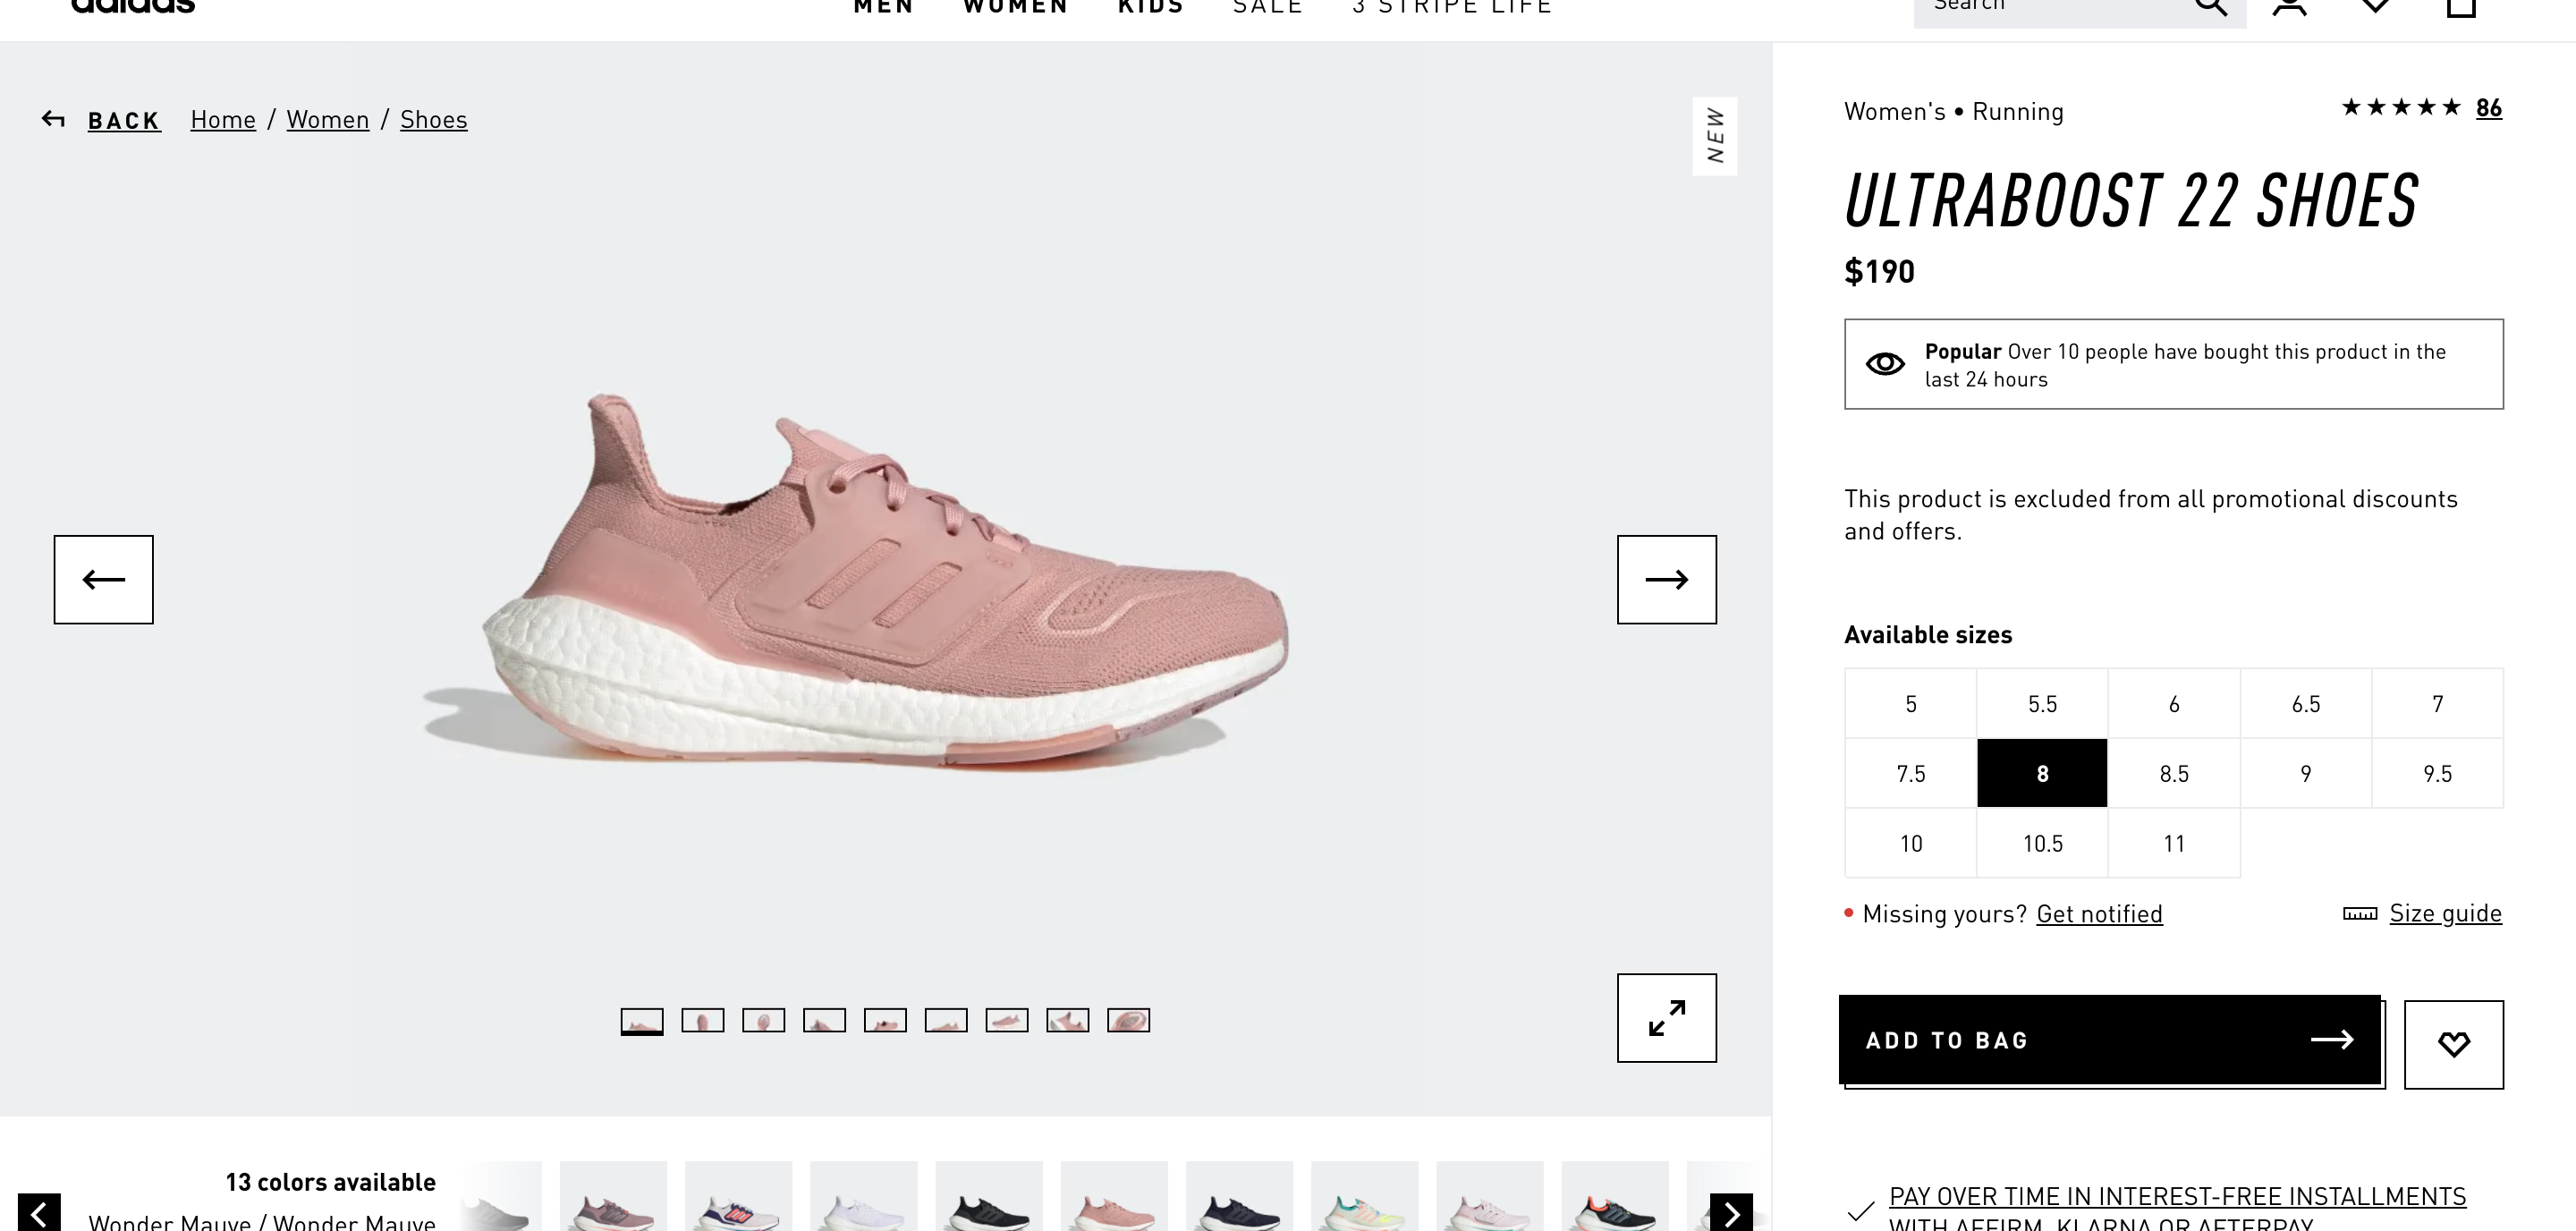 adidas
MEN WOMEN KIDS SALE 3 STRIPE LIFE
Search
BACK Home / Women / Shoes
NEW
Women's • Running
★★★★★ 86
ULTRABOOST 22 SHOES
$190
Popular Over 10 people have bought this product in the
last 24 hours
This product is excluded from all promotional discounts
and offers.
Available sizes
5 5.5 6 6.5 7
7.5 8 8.5 9 9.5
10 10.5 11
Missing yours? Get notified
Size guide
ADD TO BAG
13 colors available
Wonder Mauve / Wonder Mauve
PAY OVER TIME IN INTEREST-FREE INSTALLMENTS
WITH AFFIRM, KLARNA OR AFTERPAY